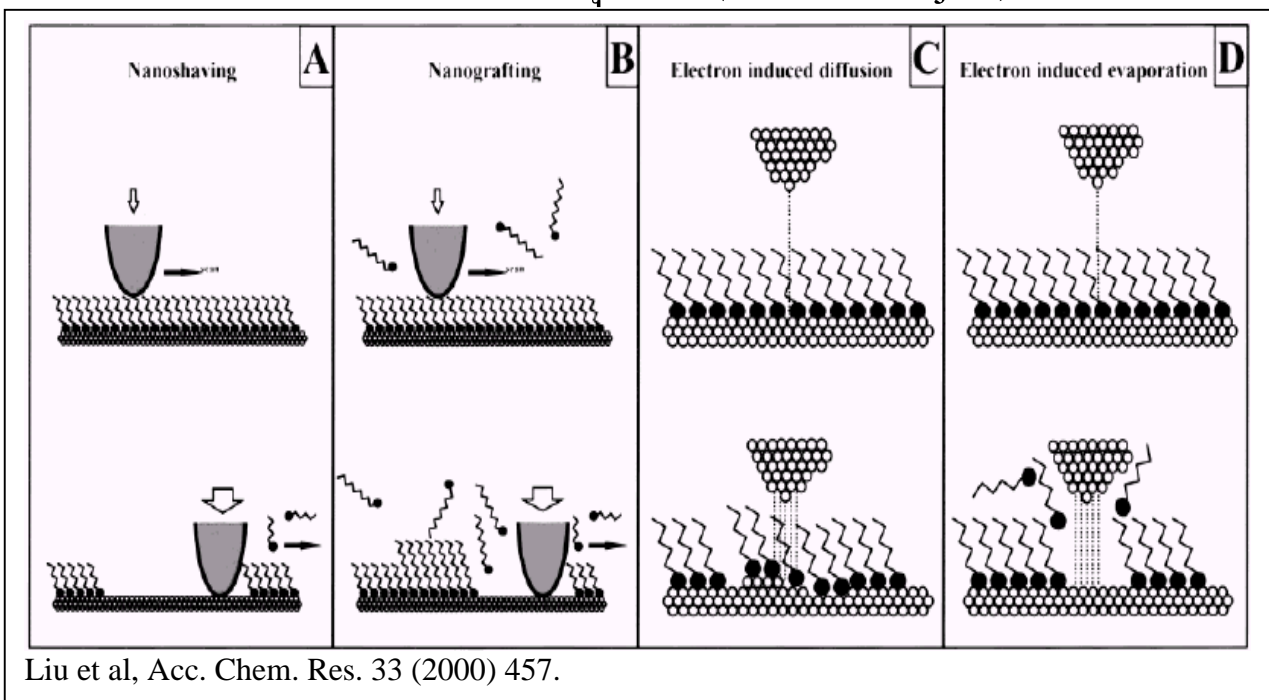 Nanoshaving A
Nanografting B
Electron induced diffusion C
Electron induced evaporation D
Liu et al, Acc. Chem. Res. 33 (2000) 457.